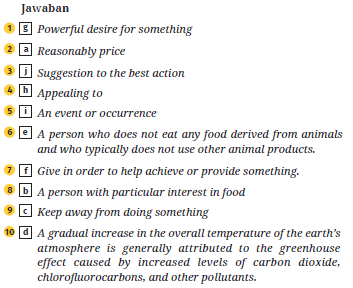 Jawaban
1 g Powerful desire for something
2 a Reasonably price
3 j Suggestion to the best action
4 h Appealing to
5 i An event or occurrence
6 e A person who does not eat any food derived from animals
and who typically does not use other animal products.
7 f Give in order to help achieve or provide something.
8 b A person with particular interest in food
9 c Keep away from doing something
10 d A gradual increase in the overall temperature of the earth's
atmosphere is generally attributed to the greenhouse
effect caused by increased levels of carbon dioxide,
chlorofluorocarbons, and other pollutants.